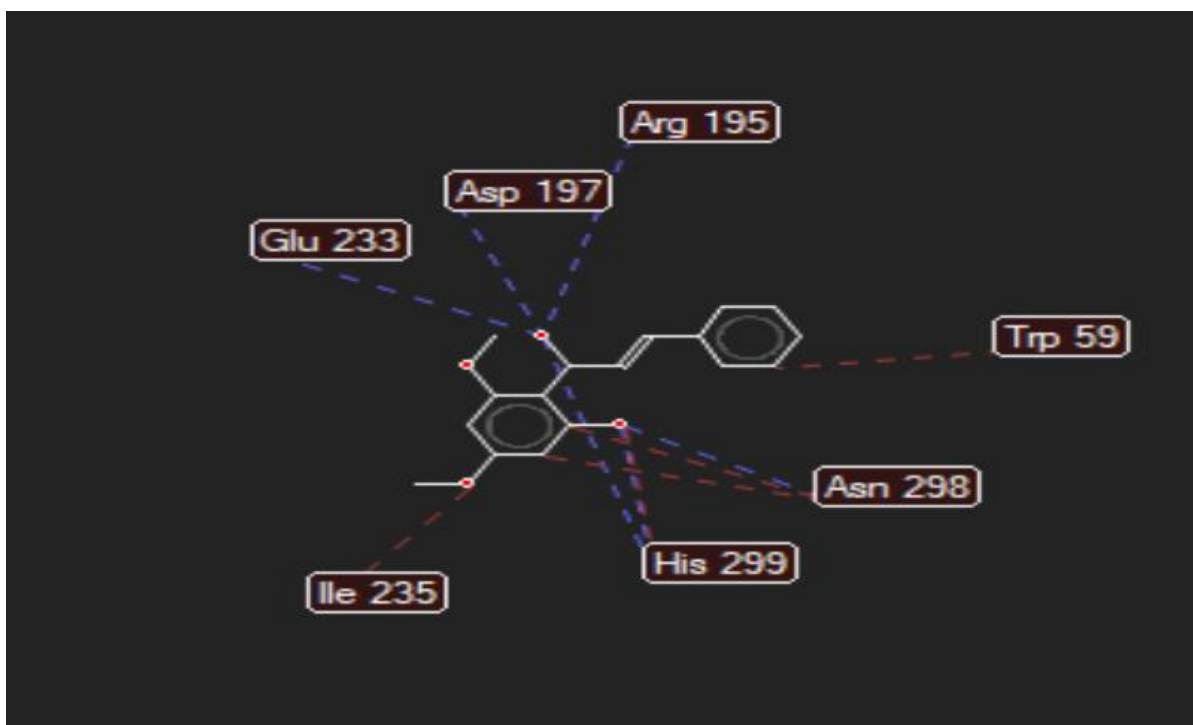 Arg 195
Asp 197
Glu 233
Trp 59
Asn 298
His 299
Ile 235